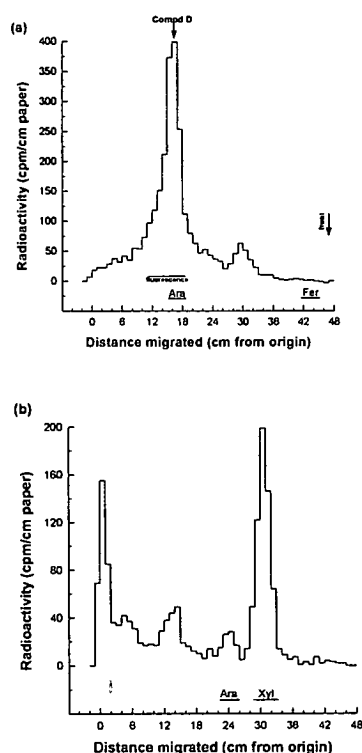 (a)
Compd D
400
350
300
250
200
150
100
50
0
Radioactivity (cpm/cm paper)
fluorescence
Ara
Fer
0 6 12 18 24 30 36 42 48
Distance migrated (cm from origin)
(b)
200
160
120
80
40
0
Radioactivity (cpm/cm paper)
Ara Xyl
0 6 12 18 24 30 36 42 48
Distance migrated (cm from origin)